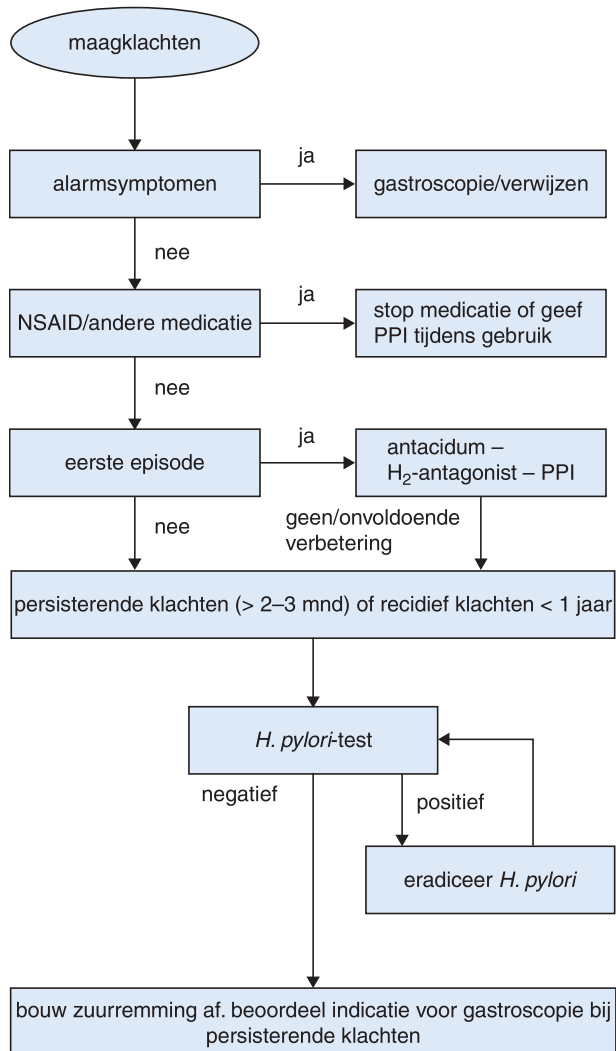 maagklachten
alarmsymptomen
ja
gastroscopie/verwijzen
nee
NSAID/andere medicatie
ja
stop medicatie of geef
PPI tijdens gebruik
nee
eerste episode
ja
antacidum –
H₂-antagonist – PPI
nee
geen/onvoldoende
verbetering
persisterende klachten (> 2–3 mnd) of recidief klachten < 1 jaar
H. pylori-test
negatief
positief
eradiceer H. pylori
bouw zuurremming af. beoordeel indicatie voor gastroscopie bij
persisterende klachten